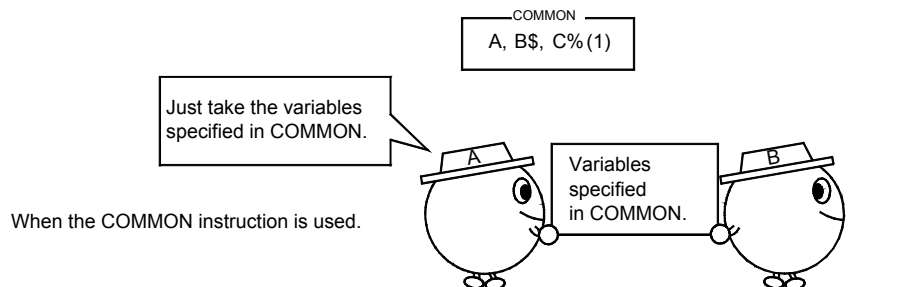 COMMON
A, B$, C%(1)
Just take the variables
specified in COMMON.
A
B
Variables
specified
in COMMON.
When the COMMON instruction is used.